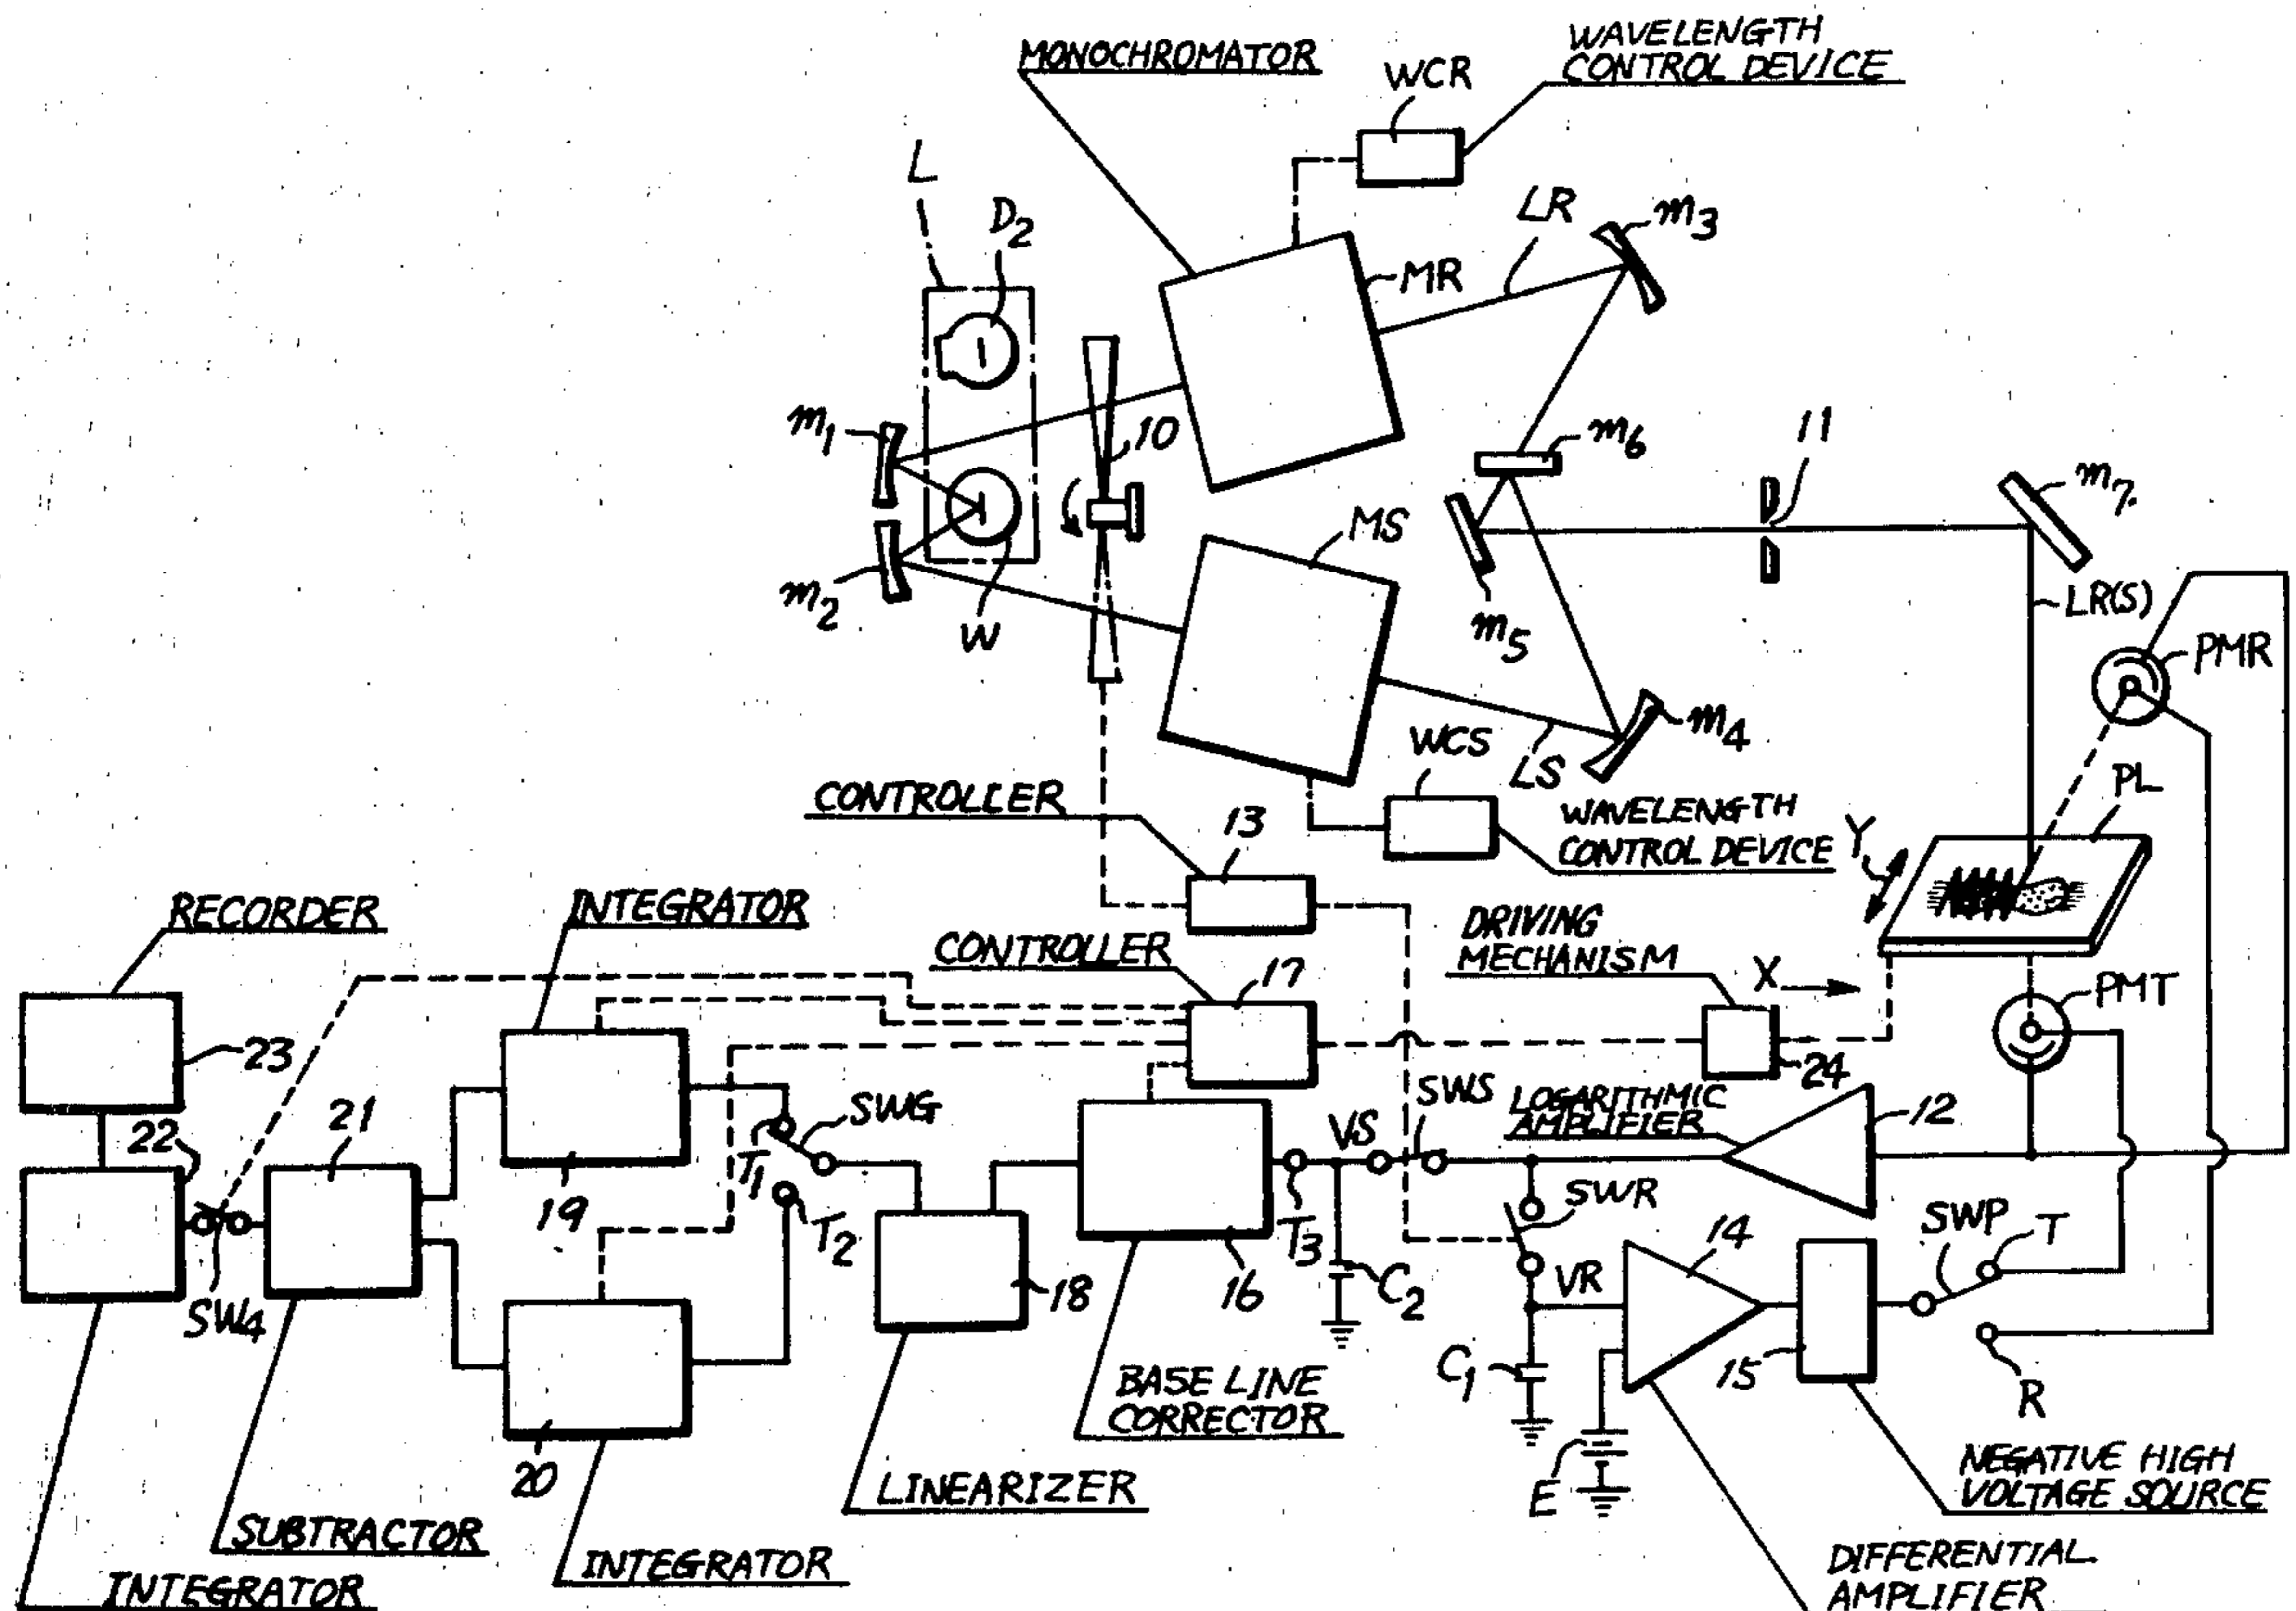 MONOCHROMATOR
WAVELENGTH
CONTROL DEVICE
WCR
L
D2
LR
m3
MR
m1
10
m6
11
m7
MS
m2
W
m5
LR(S)
PMR
m4
WCS
LS
PL
CONTROLLER
13
WAVELENGTH
CONTROL DEVICE
Y
RECORDER
INTEGRATOR
CONTROLLER
17
DRIVING
MECHANISM
X
PMT
23
24
SWG
SWS
LOGARITHMIC
AMPLIFIER
12
22
21
T1
VS
19
T2
T3
SWR
SWP
T
14
SW4
18
16
C2
VR
C1
15
R
BASE LINE
CORRECTOR
20
E
LINEARIZER
NEGATIVE HIGH
VOLTAGE SOURCE
SUBTRACTOR
INTEGRATOR
INTEGRATOR
DIFFERENTIAL
AMPLIFIER